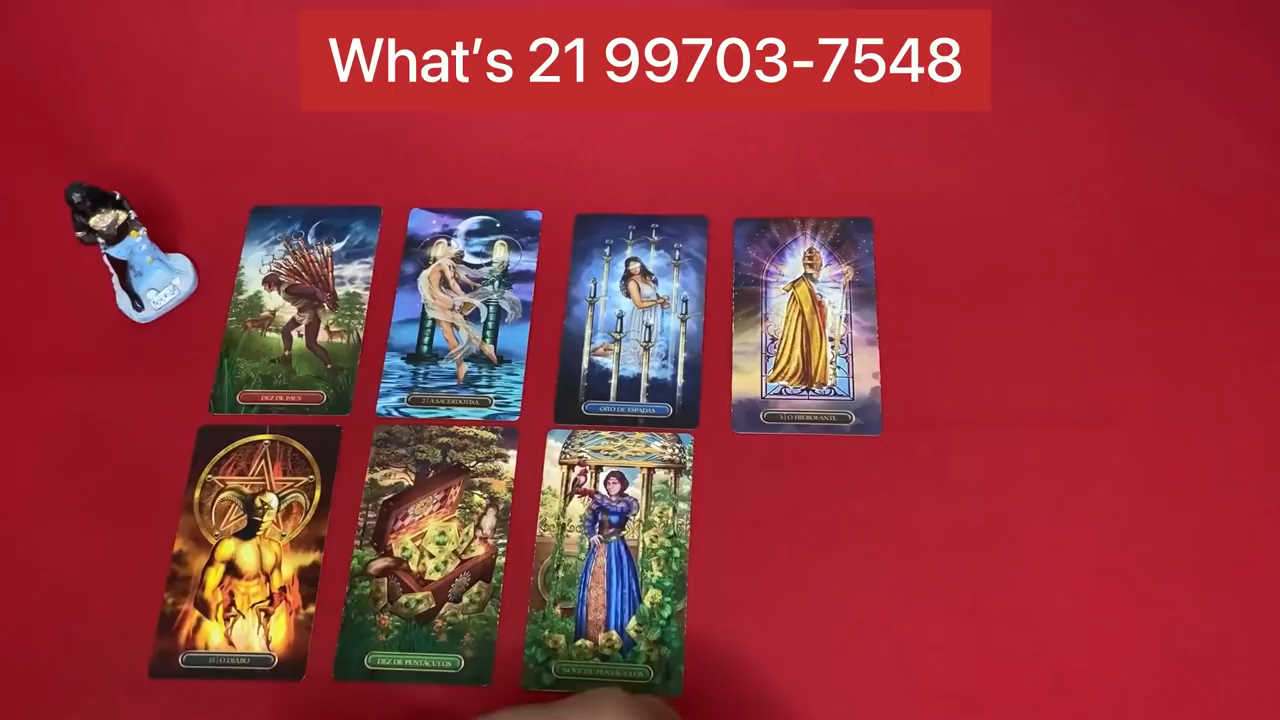 What's 21 99703-7548
DEZ DE PAUS
2 | A SACERDOTISA
OITO DE ESPADAS
5 | O HIEROFANTE
15 | O DIABO
DEZ DE PENTÁCULOS
NOVE DE PENTÁCULOS